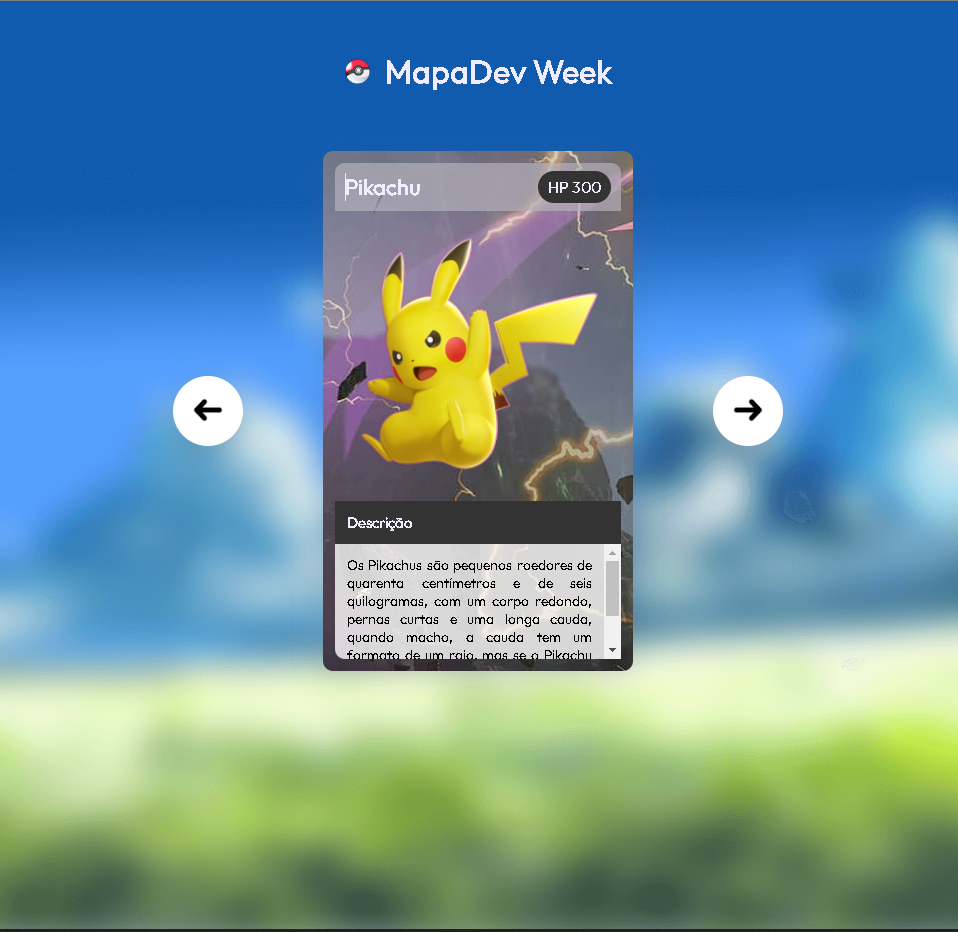 MapaDev Week
Pikachu
HP 300
Descrição
Os Pikachus são pequenos roedores de
quarenta centímetros e de seis
quilogramas, com um corpo redondo,
pernas curtas e uma longa cauda,
quando macho, a cauda tem um
formato de um raio, mas se o Pikachu